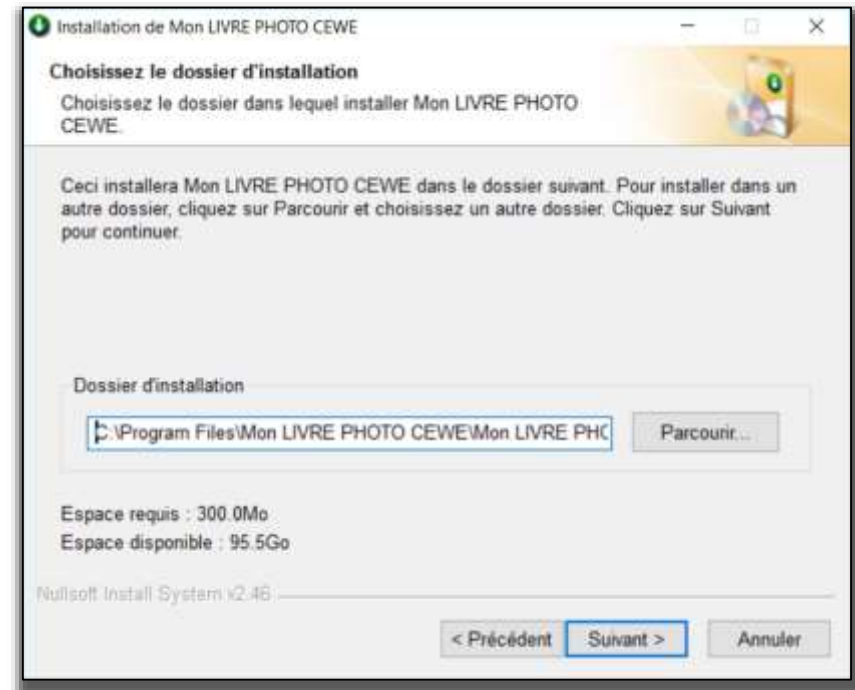 Installation de Mon LIVRE PHOTO CEWE
Choisissez le dossier d'installation
Choisissez le dossier dans lequel installer Mon LIVRE PHOTO
CEWE.
Ceci installera Mon LIVRE PHOTO CEWE dans le dossier suivant. Pour installer dans un
autre dossier, cliquez sur Parcourir et choisissez un autre dossier. Cliquez sur Suivant
pour continuer.
Dossier d'installation
C:\Program Files\Mon LIVRE PHOTO CEWE\Mon LIVRE PHO
Parcourir...
Espace requis : 300.0Mo
Espace disponible : 95.5Go
Nullsoft Install System v2.46
< Précédent
Suivant >
Annuler